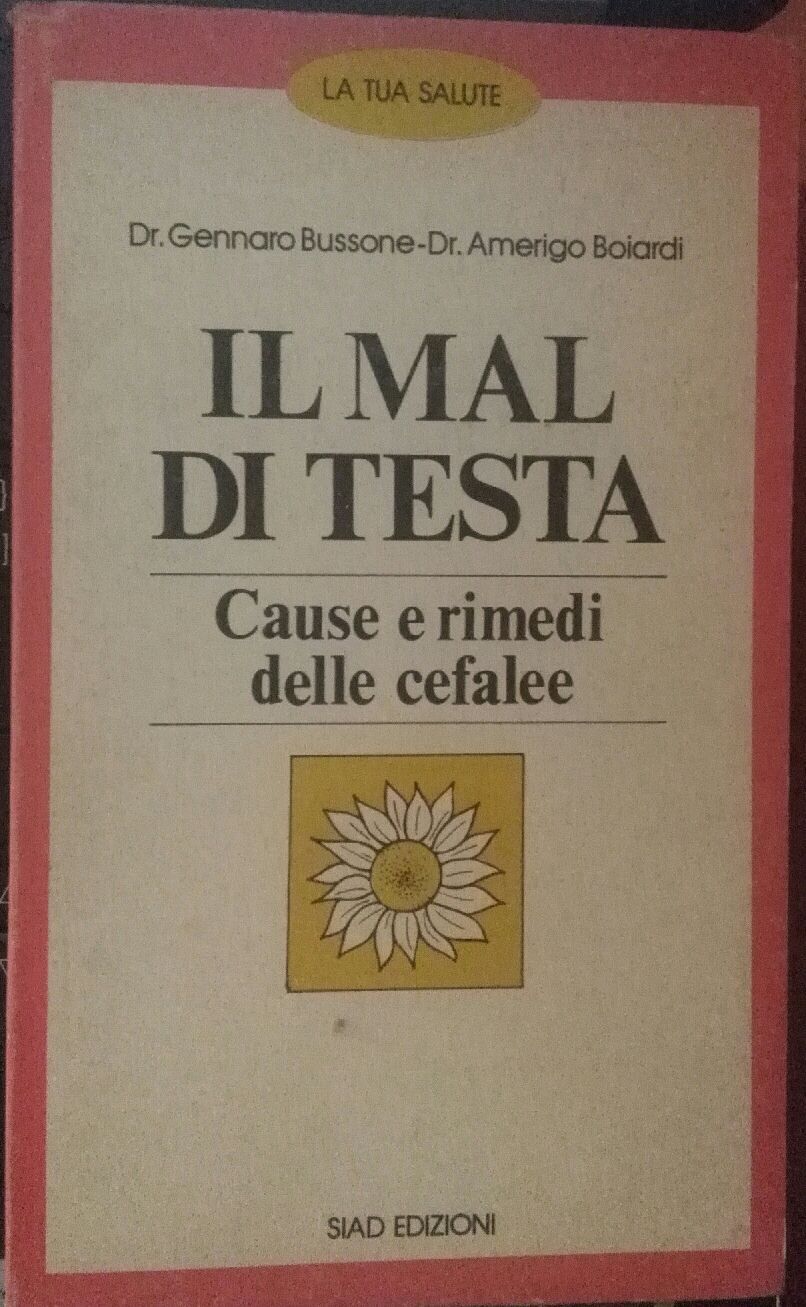 LA TUA SALUTE
Dr. Gennaro Bussone-Dr. Amerigo Boiardi
IL MAL
DI TESTA
Cause e rimedi
delle cefalee
SIAD EDIZIONI